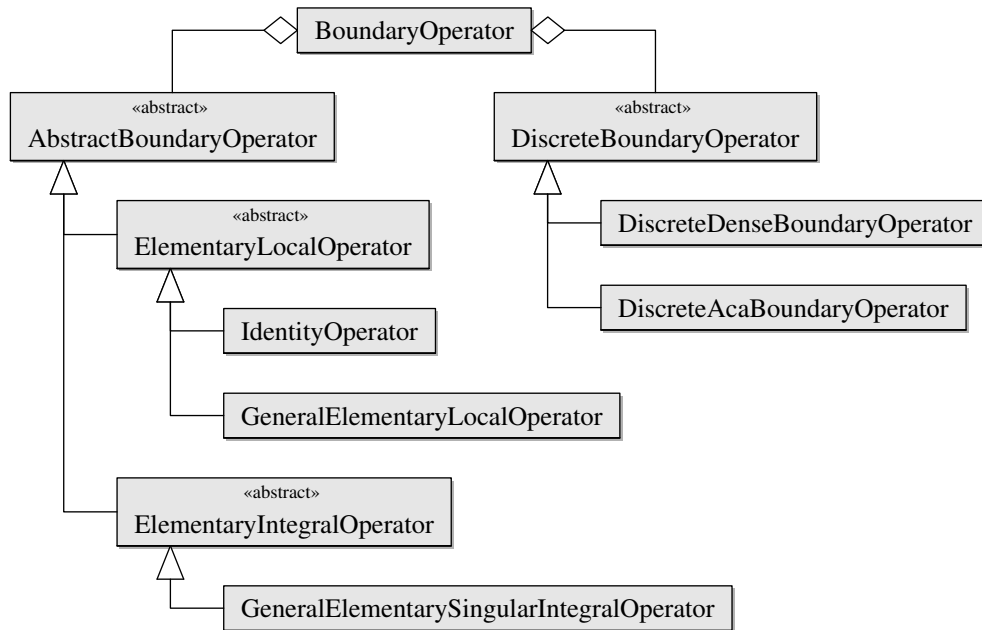 BoundaryOperator
«abstract»
AbstractBoundaryOperator
«abstract»
DiscreteBoundaryOperator
«abstract»
ElementaryLocalOperator
DiscreteDenseBoundaryOperator
IdentityOperator
DiscreteAcaBoundaryOperator
GeneralElementaryLocalOperator
«abstract»
ElementaryIntegralOperator
GeneralElementarySingularIntegralOperator